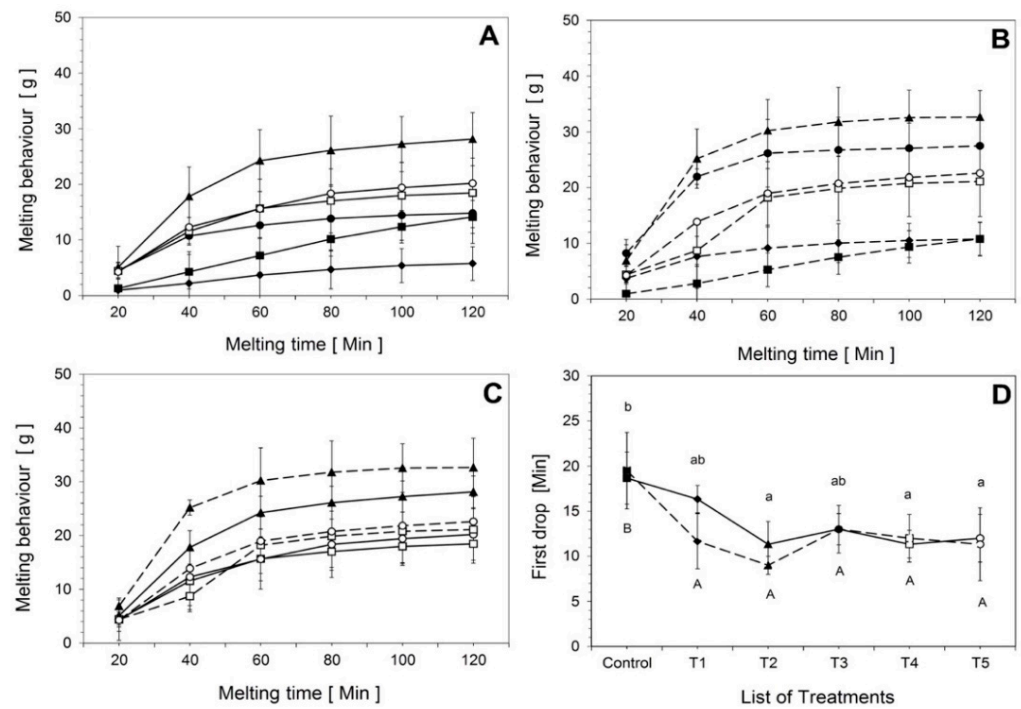 A
50
40
30
20
10
0
Melting behaviour [ g ]
20 40 60 80 100 120
Melting time [ Min ]
B
50
40
30
20
10
0
Melting behaviour [ g ]
20 40 60 80 100 120
Melting time [ Min ]
C
50
40
30
20
10
0
Melting behaviour [ g ]
20 40 60 80 100 120
Melting time [ Min ]
D
30
25
20
15
10
5
0
First drop [Min]
b ab a ab a a
B A A A A A
Control T1 T2 T3 T4 T5
List of Treatments